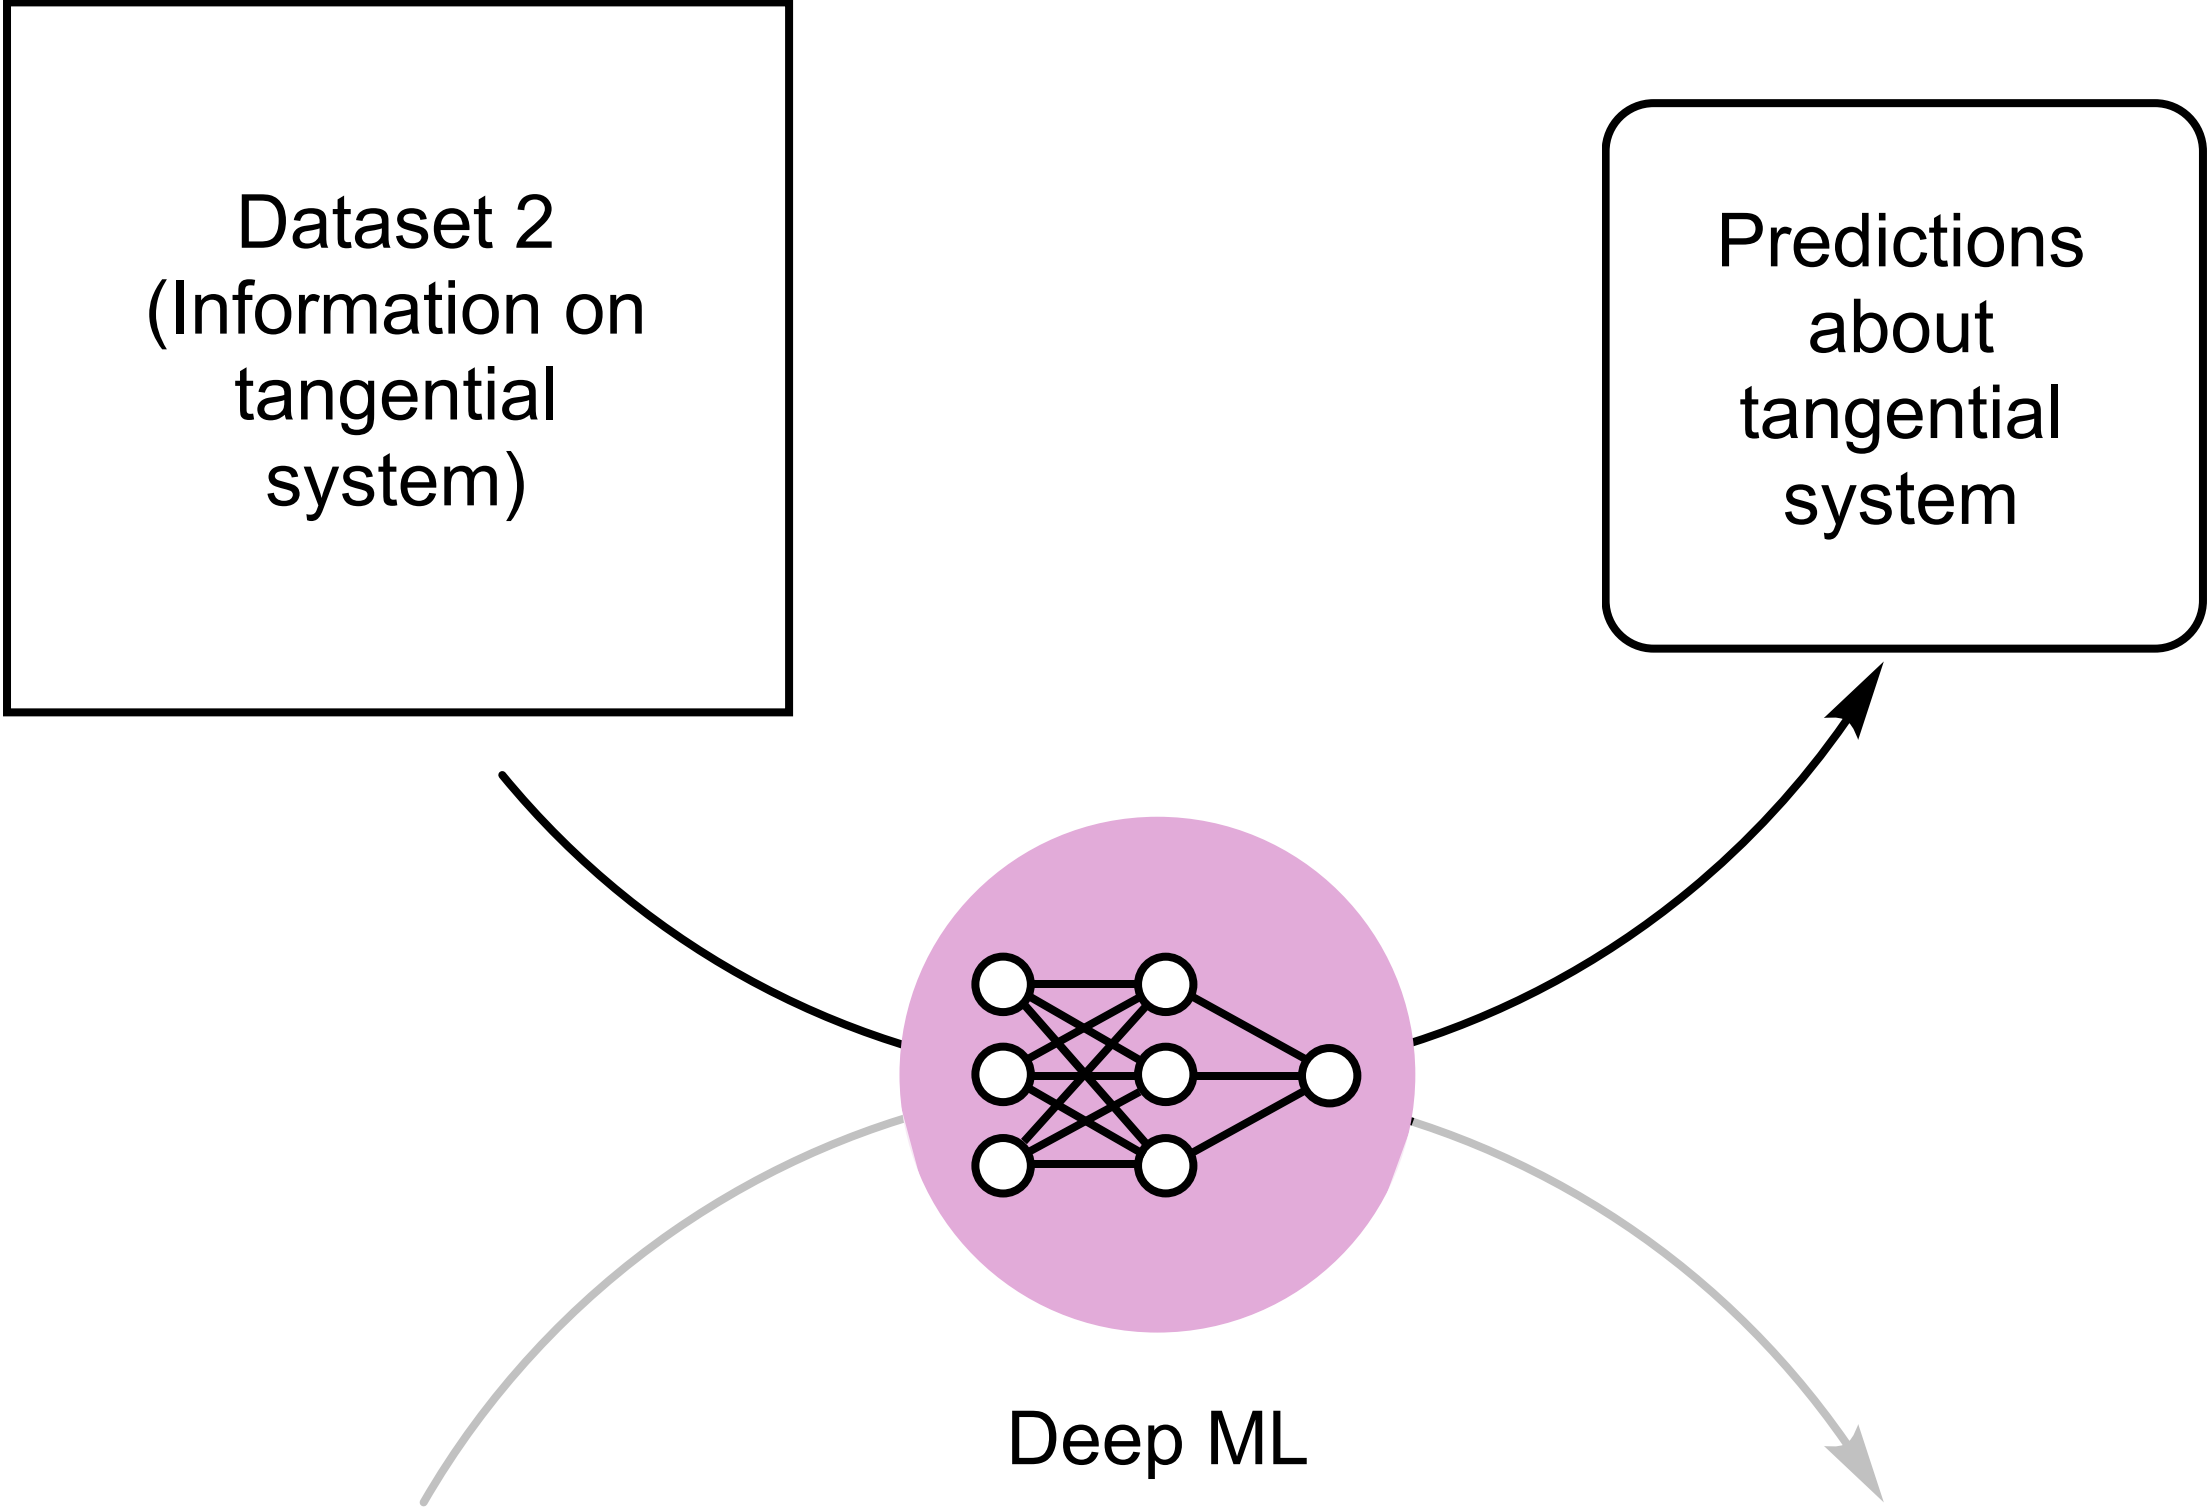 Dataset 2
(Information on
tangential
system)
Predictions
about
tangential
system
Deep ML